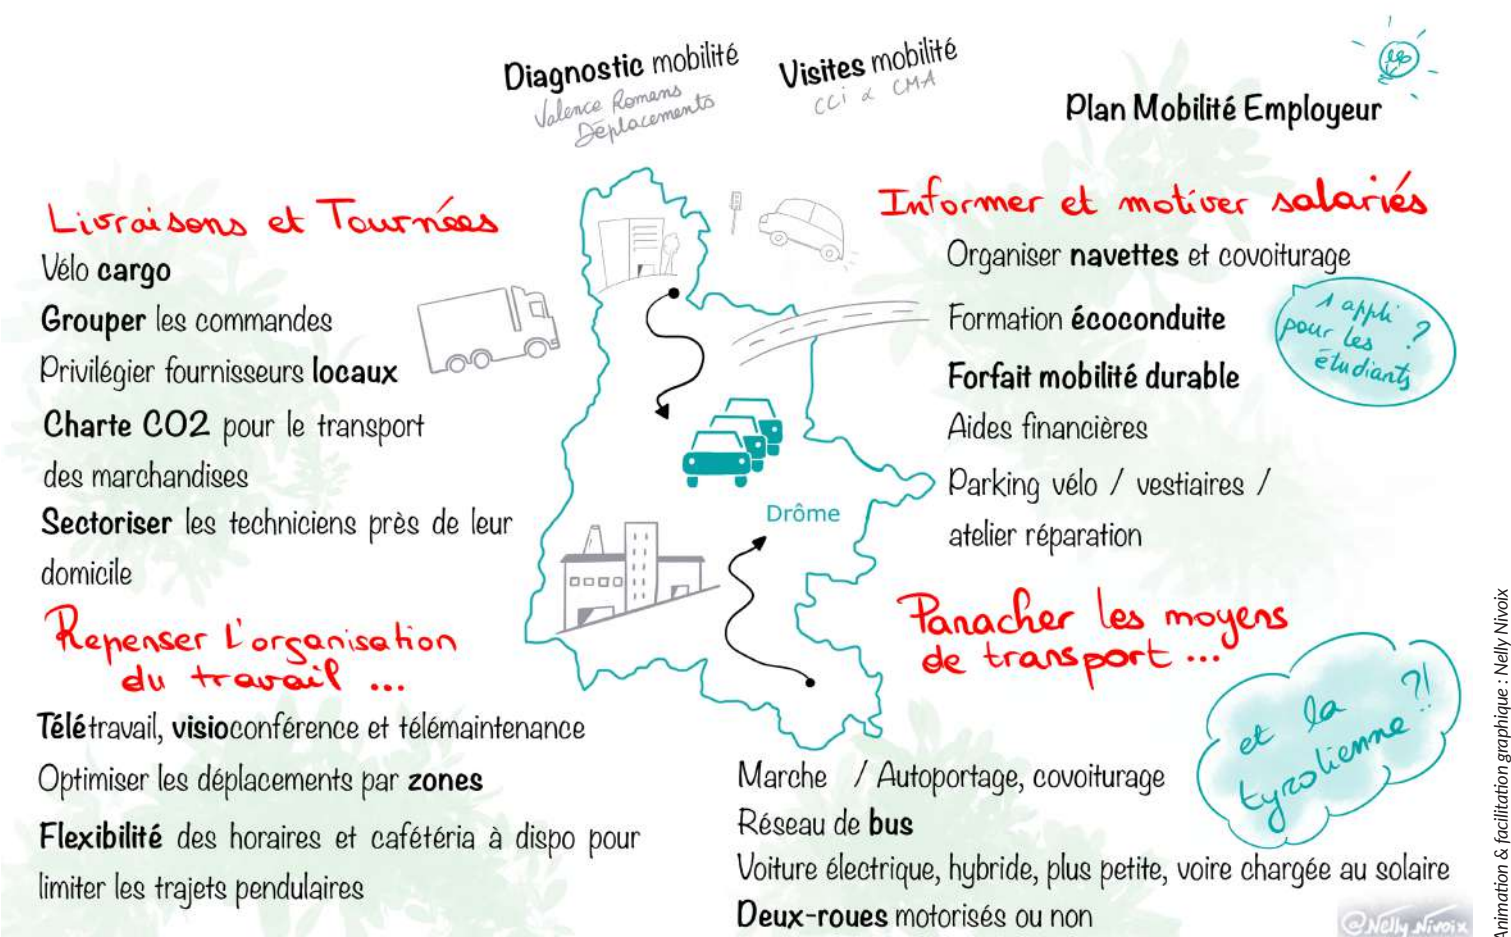 Diagnostic mobilité
Valence Romans
Déplacements
Visites mobilité
CCi & CMA
Plan Mobilité Employeur
Livraisons et Tournées
Vélo cargo
Grouper les commandes
Privilégier fournisseurs locaux
Charte CO2 pour le transport
des marchandises
Sectoriser les techniciens près de leur
domicile
Repenser l'organisation
du travail ...
Télétravail, visioconférence et télémaintenance
Optimiser les déplacements par zones
Flexibilité des horaires et cafétéria à dispo pour
limiter les trajets pendulaires
Drôme
Informer et motiver salariés
Organiser navettes et covoiturage
Formation écoconduite
Forfait mobilité durable
Aides financières
Parking vélo / vestiaires /
atelier réparation
1 appli
pour les ?
étudiants
Panacher les moyens
de transport ...
et la ?!
tyrolienne
Marche / Autoportage, covoiturage
Réseau de bus
Voiture électrique, hybride, plus petite, voire chargée au solaire
Deux-roues motorisés ou non
@Nelly Nivoix
Animation & facilitation graphique : Nelly Nivoix